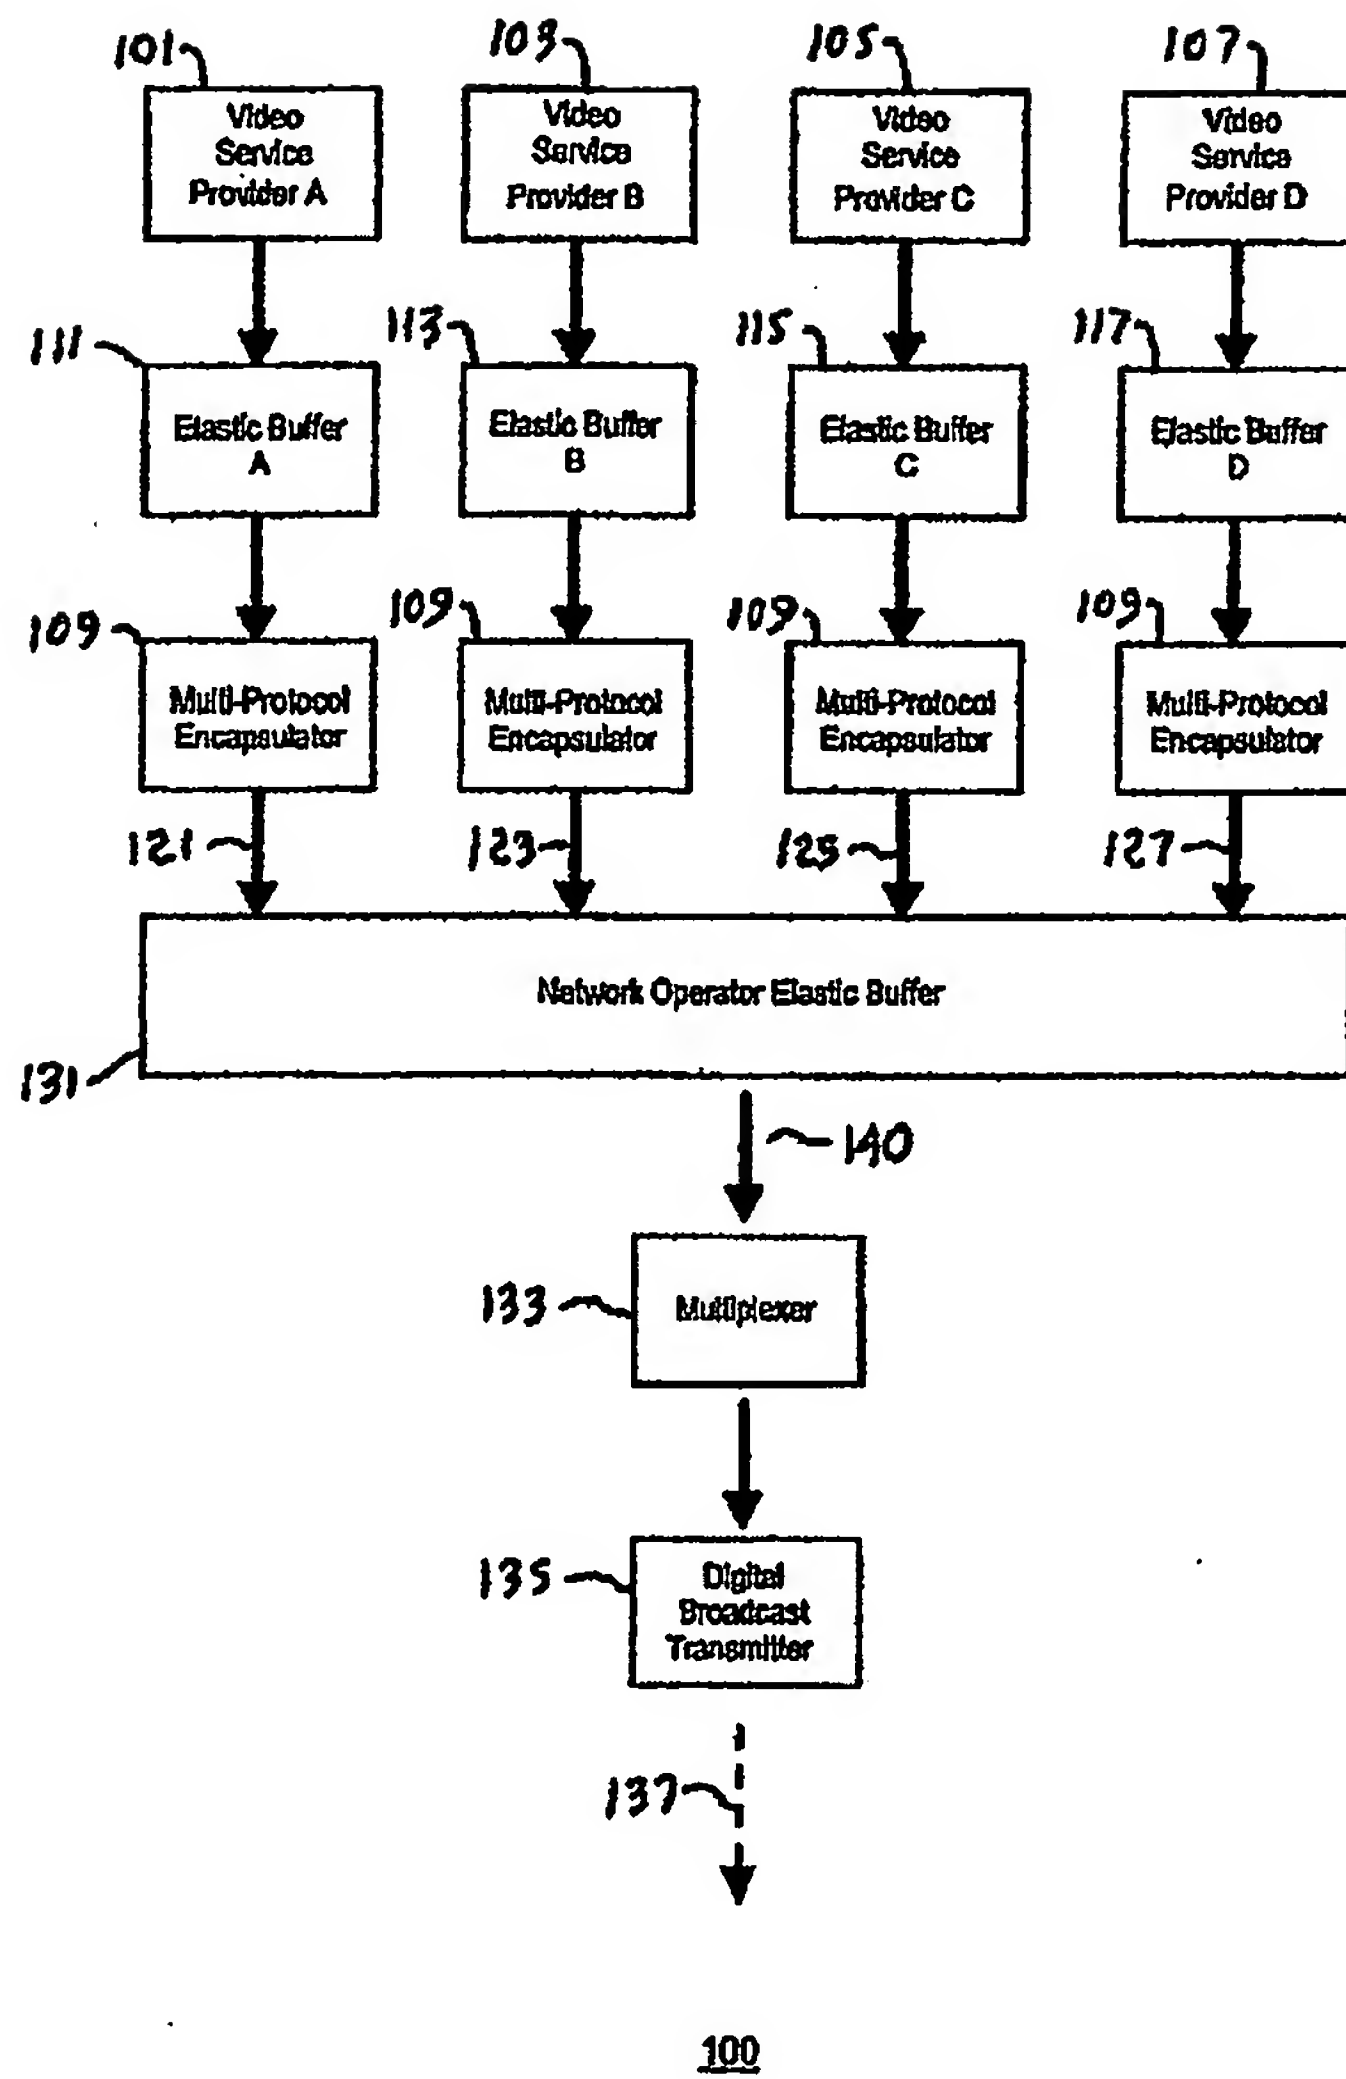 101 103 105 107
Video Video Video Video
Service Service Service Service
Provider A Provider B Provider C Provider D
111 113 115 117
Elastic Buffer Elastic Buffer Elastic Buffer Elastic Buffer
A B C D
109 109 109 109
Multi-Protocol Multi-Protocol Multi-Protocol Multi-Protocol
Encapsulator Encapsulator Encapsulator Encapsulator
121 123 125 127
Network Operator Elastic Buffer
131
140
133
Multiplexer
135
Digital
Broadcast
Transmitter
137
100